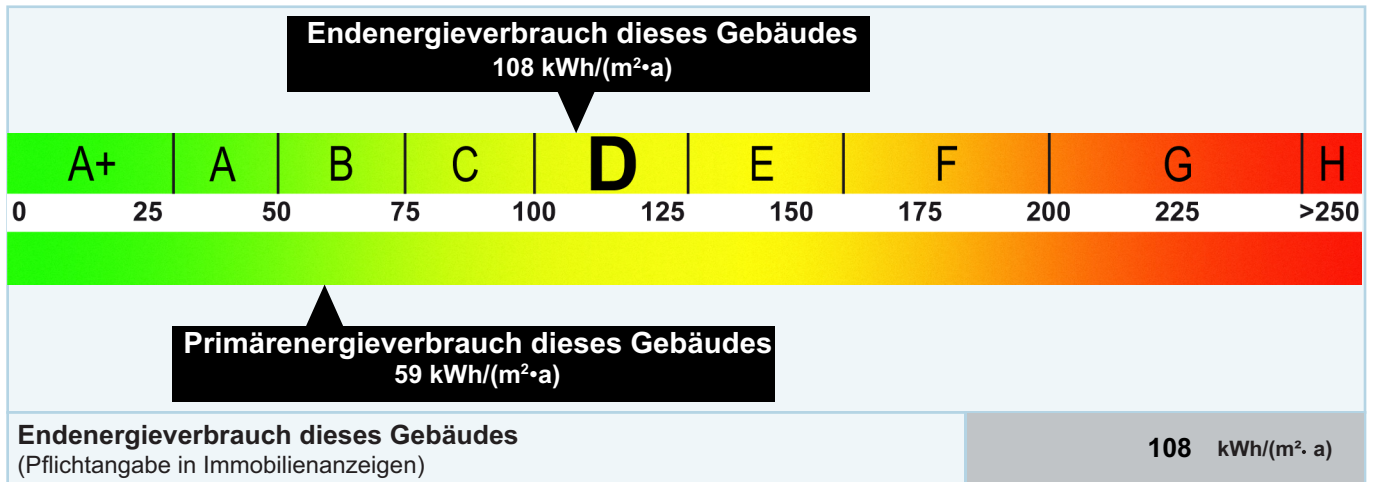 Endenergieverbrauch dieses Gebäudes
108 kWh/(m²•a)
A+ A B C D E F G H
0 25 50 75 100 125 150 175 200 225 >250
Primärenergieverbrauch dieses Gebäudes
59 kWh/(m²•a)
Endenergieverbrauch dieses Gebäudes
(Pflichtangabe in Immobilienanzeigen)
108 kWh/(m²· a)